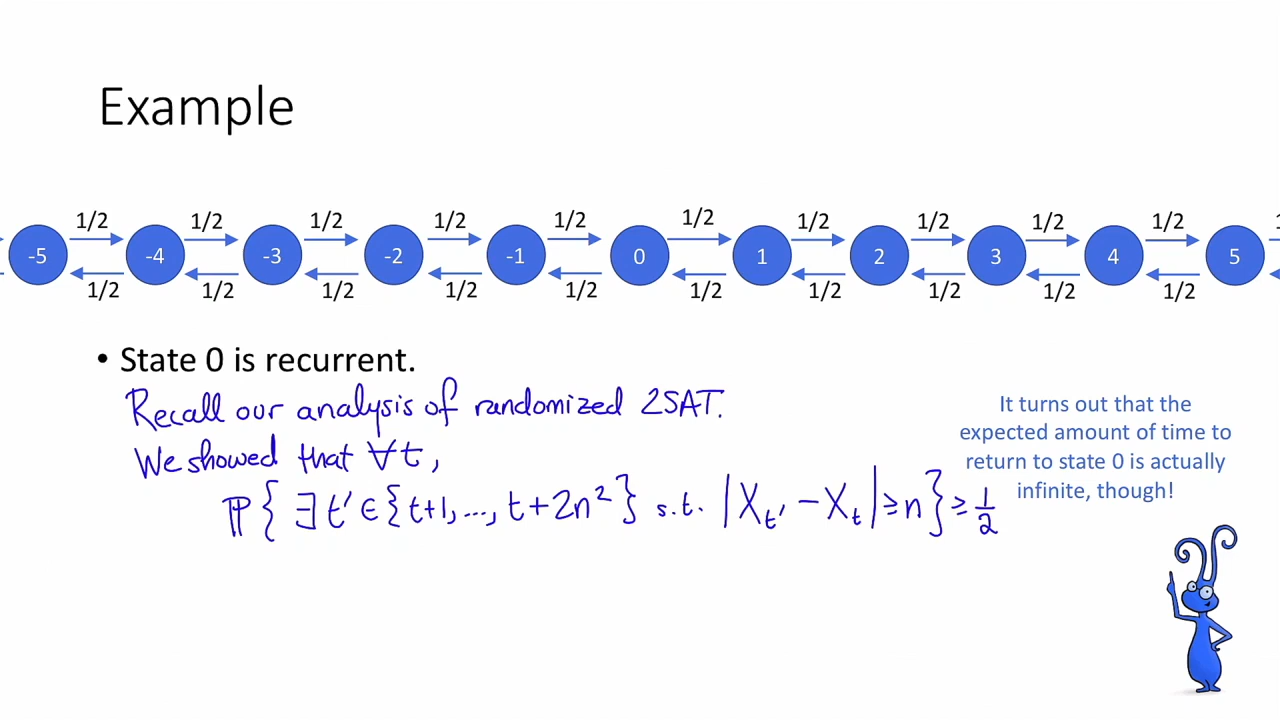 Example
1/2 1/2 1/2 1/2 1/2 1/2 1/2 1/2 1/2 1/2
-5 -4 -3 -2 -1 0 1 2 3 4 5
1/2 1/2 1/2 1/2 1/2 1/2 1/2 1/2 1/2 1/2
• State 0 is recurrent.
Recall our analysis of randomized 2SAT.
We showed that ∀t,
ℙ{ ∃ t' ∈ {t+1, ..., t+2n²} s.t. |X_t' - X_t| ≥ n} ≥ 1/2
It turns out that the
expected amount of time to
return to state 0 is actually
infinite, though!